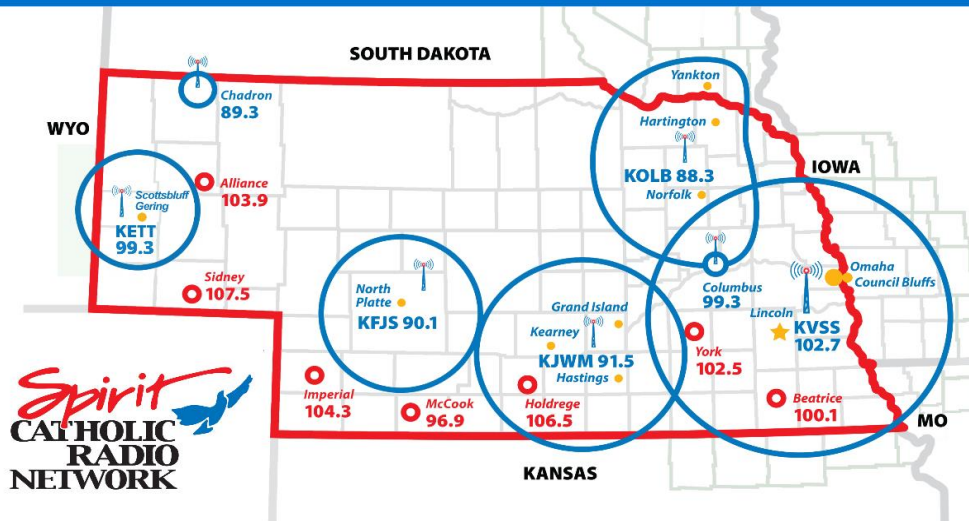 SOUTH DAKOTA
WYO
IOWA
MO
KANSAS
Chadron
89.3
Yankton
Hartington
KOLB 88.3
Norfolk
Alliance
103.9
Scottsbluff
Gering
KETT
99.3
Sidney
107.5
North
Platte
KFJS 90.1
Grand Island
Kearney
KJWM 91.5
Hastings
Columbus
99.3
Omaha
Council Bluffs
Lincoln
KVSS
102.7
York
102.5
Imperial
104.3
McCook
96.9
Holdrege
106.5
Beatrice
100.1
Spirit
CATHOLIC
RADIO
NETWORK